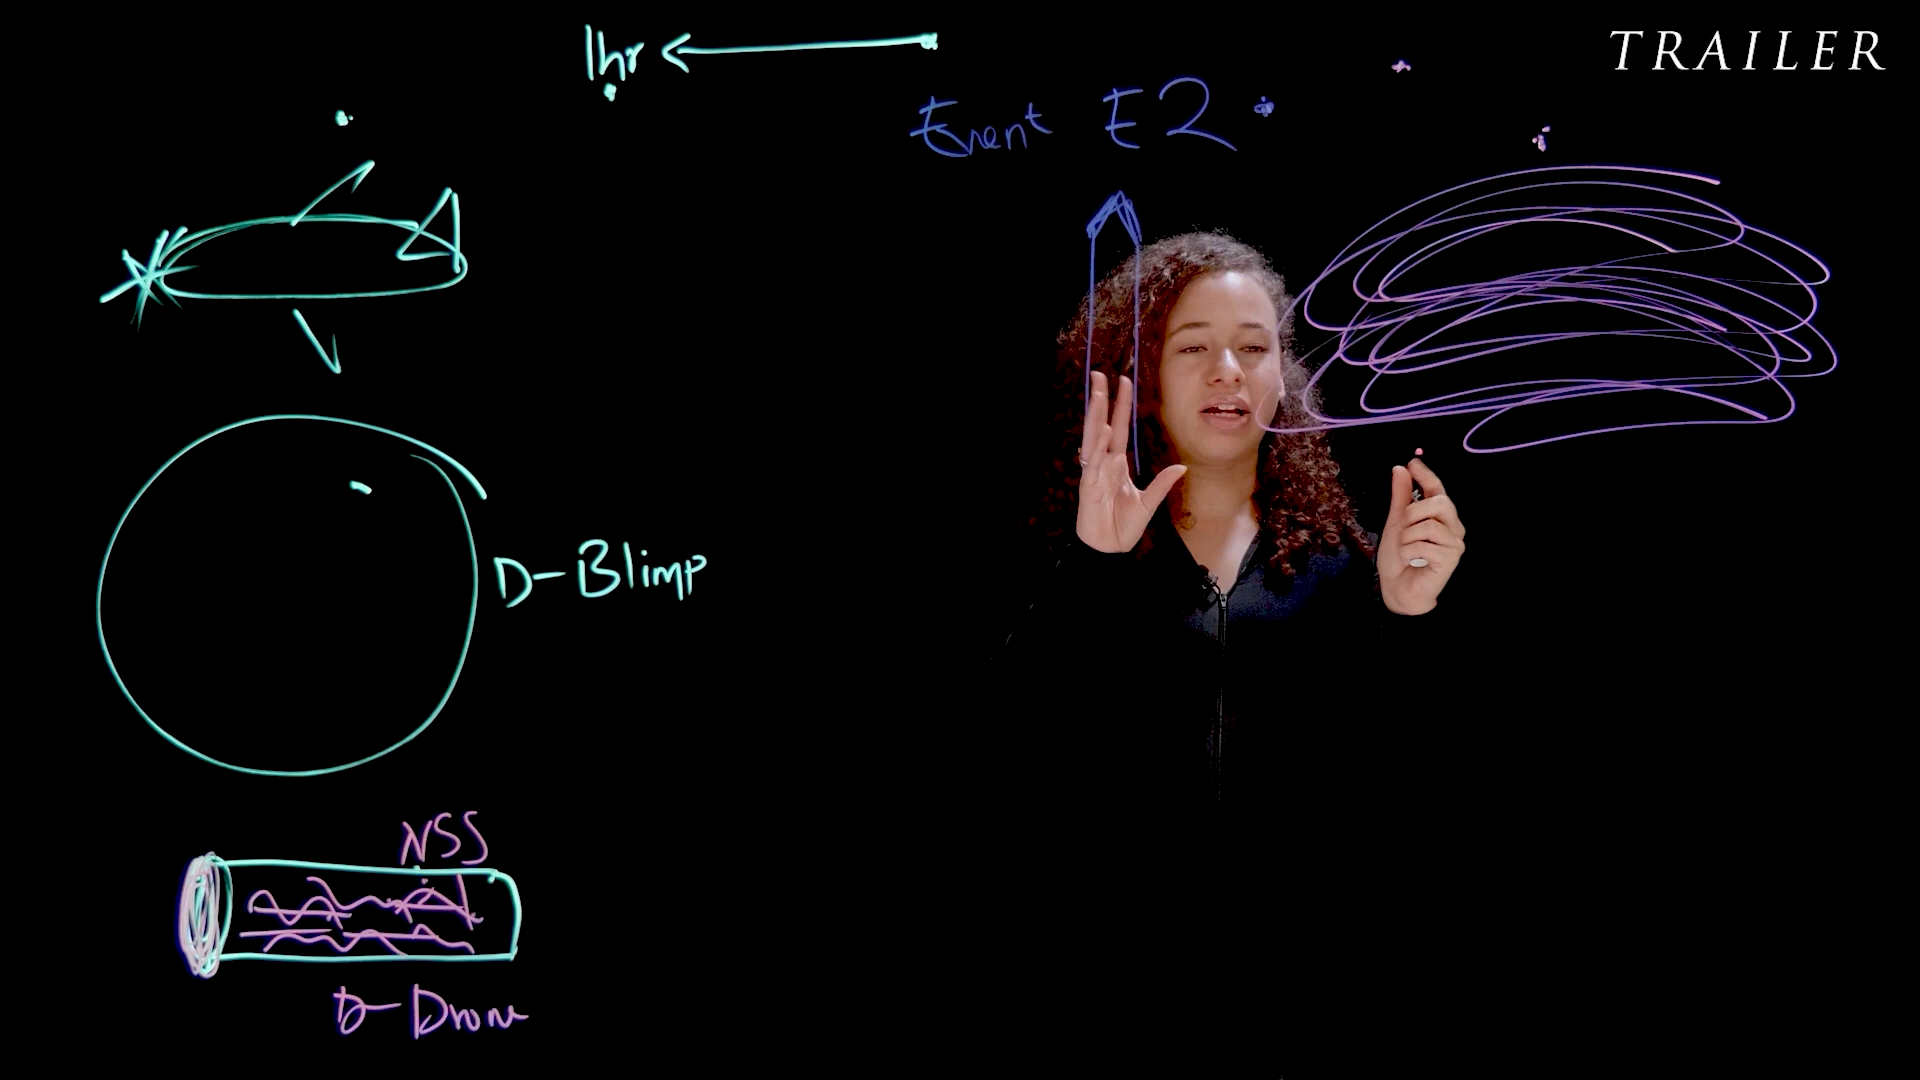 TRAILER
1hr
Event E2
D-Blimp
NSS
D-Drone